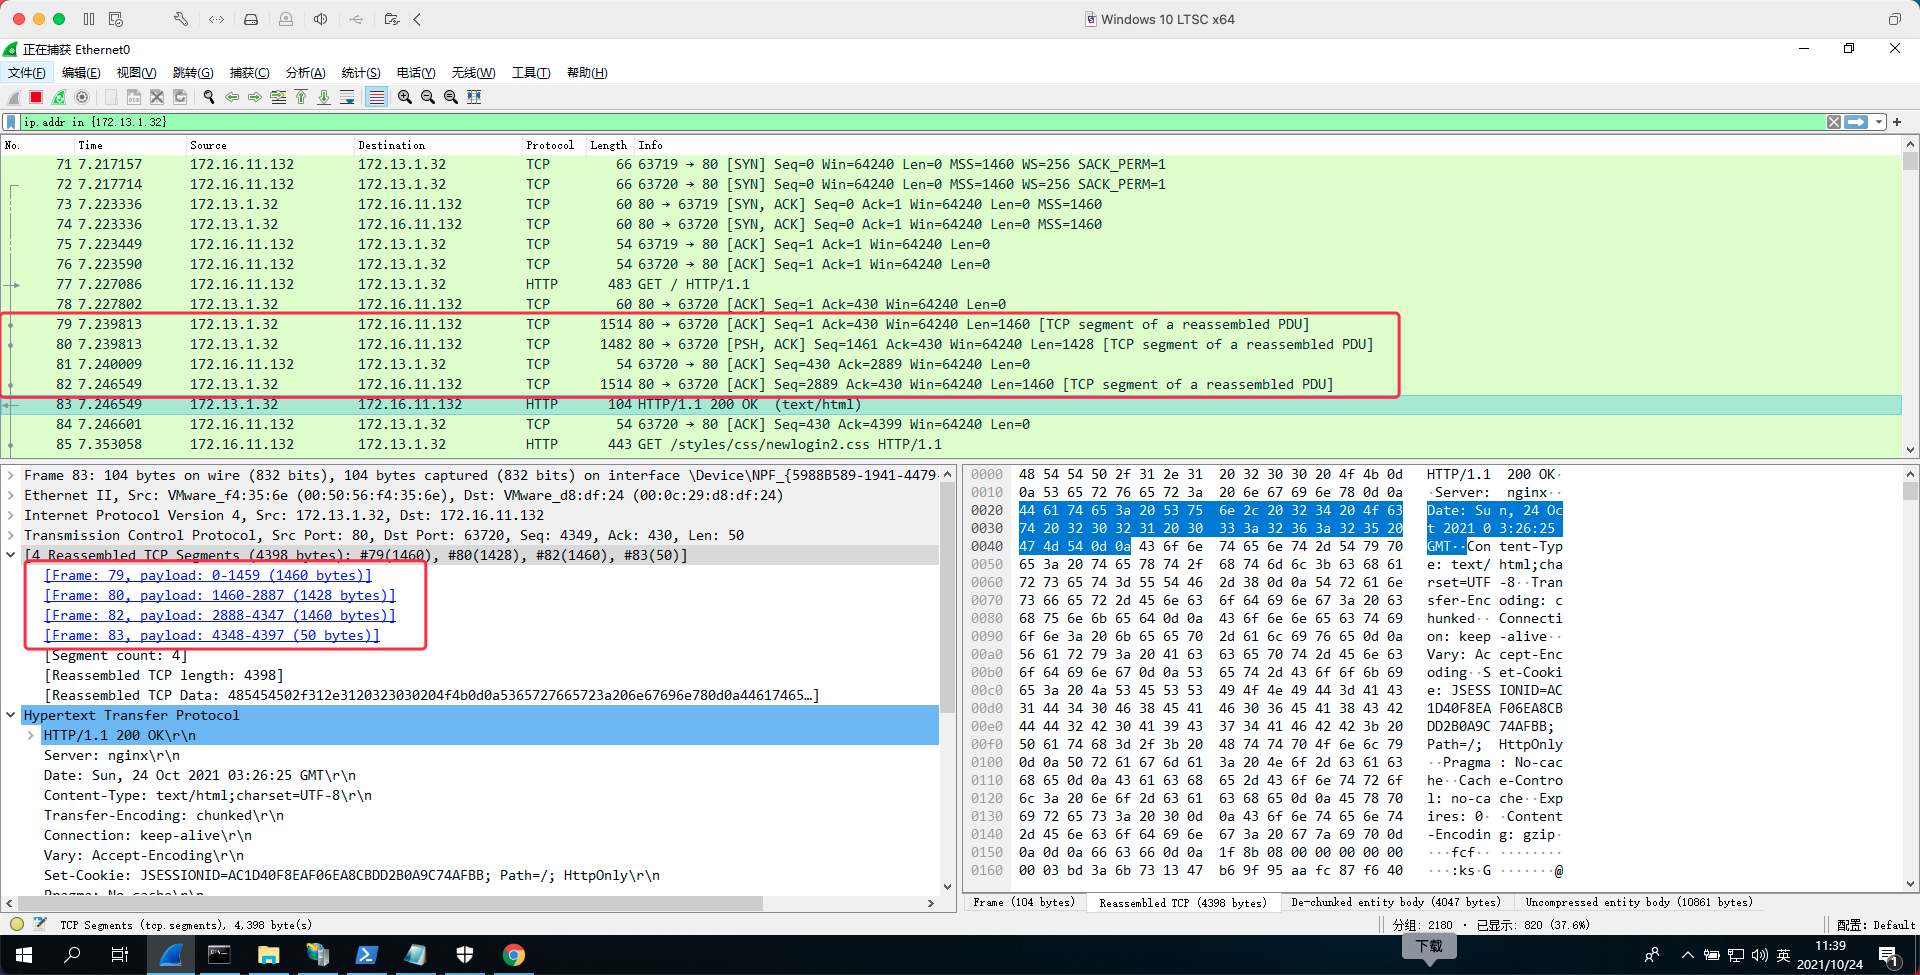 Windows 10 LTSC x64
正在捕获 Ethernet0
文件(F) 编辑(E) 视图(V) 跳转(G) 捕获(C) 分析(A) 统计(S) 电话(Y) 无线(W) 工具(T) 帮助(H)
ip.addr in {172.13.1.32}
No. Time Source Destination Protocol Length Info
71 7.217157 172.16.11.132 172.13.1.32 TCP 66 63719 → 80 [SYN] Seq=0 Win=64240 Len=0 MSS=1460 WS=256 SACK_PERM=1
72 7.217714 172.16.11.132 172.13.1.32 TCP 66 63720 → 80 [SYN] Seq=0 Win=64240 Len=0 MSS=1460 WS=256 SACK_PERM=1
73 7.223336 172.13.1.32 172.16.11.132 TCP 60 80 → 63719 [SYN, ACK] Seq=0 Ack=1 Win=64240 Len=0 MSS=1460
74 7.223336 172.13.1.32 172.16.11.132 TCP 60 80 → 63720 [SYN, ACK] Seq=0 Ack=1 Win=64240 Len=0 MSS=1460
75 7.223449 172.16.11.132 172.13.1.32 TCP 54 63719 → 80 [ACK] Seq=1 Ack=1 Win=64240 Len=0
76 7.223590 172.16.11.132 172.13.1.32 TCP 54 63720 → 80 [ACK] Seq=1 Ack=1 Win=64240 Len=0
77 7.227086 172.16.11.132 172.13.1.32 HTTP 483 GET / HTTP/1.1
78 7.227802 172.13.1.32 172.16.11.132 TCP 60 80 → 63720 [ACK] Seq=1 Ack=430 Win=64240 Len=0
79 7.239813 172.13.1.32 172.16.11.132 TCP 1514 80 → 63720 [ACK] Seq=1 Ack=430 Win=64240 Len=1460 [TCP segment of a reassembled PDU]
80 7.239813 172.13.1.32 172.16.11.132 TCP 1482 80 → 63720 [PSH, ACK] Seq=1461 Ack=430 Win=64240 Len=1428 [TCP segment of a reassembled PDU]
81 7.240009 172.16.11.132 172.13.1.32 TCP 54 63720 → 80 [ACK] Seq=430 Ack=2889 Win=64240 Len=0
82 7.246549 172.13.1.32 172.16.11.132 TCP 1514 80 → 63720 [ACK] Seq=2889 Ack=430 Win=64240 Len=1460 [TCP segment of a reassembled PDU]
83 7.246549 172.13.1.32 172.16.11.132 HTTP 104 HTTP/1.1 200 OK (text/html)
84 7.246601 172.16.11.132 172.13.1.32 TCP 54 63720 → 80 [ACK] Seq=430 Ack=4399 Win=64240 Len=0
85 7.353058 172.16.11.132 172.13.1.32 HTTP 443 GET /styles/css/newlogin2.css HTTP/1.1
Frame 83: 104 bytes on wire (832 bits), 104 bytes captured (832 bits) on interface \Device\NPF_{5988B589-1941-4479-
Ethernet II, Src: VMware_f4:35:6e (00:50:56:f4:35:6e), Dst: VMware_d8:df:24 (00:0c:29:d8:df:24)
Internet Protocol Version 4, Src: 172.13.1.32, Dst: 172.16.11.132
Transmission Control Protocol, Src Port: 80, Dst Port: 63720, Seq: 4349, Ack: 430, Len: 50
[4 Reassembled TCP Segments (4398 bytes): #79(1460), #80(1428), #82(1460), #83(50)]
[Frame: 79, payload: 0-1459 (1460 bytes)]
[Frame: 80, payload: 1460-2887 (1428 bytes)]
[Frame: 82, payload: 2888-4347 (1460 bytes)]
[Frame: 83, payload: 4348-4397 (50 bytes)]
[Segment count: 4]
[Reassembled TCP length: 4398]
[Reassembled TCP Data: 485454502f312e3120323030204f4b0d0a5365727665723a206e67696e780d0a44617465…]
Hypertext Transfer Protocol
HTTP/1.1 200 OK\r\n
Server: nginx\r\n
Date: Sun, 24 Oct 2021 03:26:25 GMT\r\n
Content-Type: text/html;charset=UTF-8\r\n
Transfer-Encoding: chunked\r\n
Connection: keep-alive\r\n
Vary: Accept-Encoding\r\n
Set-Cookie: JSESSIONID=AC1D40F8EAF06EA8CBDD2B0A9C74AFBB; Path=/; HttpOnly\r\n
Pragma: No-cache\r\n
0000 48 54 54 50 2f 31 2e 31 20 32 30 30 20 4f 4b 0d HTTP/1.1 200 OK·
0010 0a 53 65 72 76 65 72 3a 20 6e 67 69 6e 78 0d 0a ·Server: nginx··
0020 44 61 74 65 3a 20 53 75 6e 2c 20 32 34 20 4f 63 Date: Su n, 24 Oc
0030 74 20 32 30 32 31 20 30 33 3a 32 36 3a 32 35 20 t 2021 0 3:26:25
0040 47 4d 54 0d 0a 43 6f 6e 74 65 6e 74 2d 54 79 70 GMT··Con tent-Typ
0050 65 3a 20 74 65 78 74 2f 68 74 6d 6c 3b 63 68 61 e: text/ html;cha
0060 72 73 65 74 3d 55 54 46 2d 38 0d 0a 54 72 61 6e rset=UTF -8··Tran
0070 73 66 65 72 2d 45 6e 63 6f 64 69 6e 67 3a 20 63 sfer-Enc oding: c
0080 68 75 6e 6b 65 64 0d 0a 43 6f 6e 6e 65 63 74 69 hunked·· Connecti
0090 6f 6e 3a 20 6b 65 65 70 2d 61 6c 69 76 65 0d 0a on: keep -alive··
00a0 56 61 72 79 3a 20 41 63 63 65 70 74 2d 45 6e 63 Vary: Ac cept-Enc
00b0 6f 64 69 6e 67 0d 0a 53 65 74 2d 43 6f 6f 6b 69 oding··S et-Cooki
00c0 65 3a 20 4a 53 45 53 53 49 4f 4e 49 44 3d 41 43 e: JSESS IONID=AC
00d0 31 44 34 30 46 38 45 41 46 30 36 45 41 38 43 42 1D40F8EA F06EA8CB
00e0 44 44 32 42 30 41 39 43 37 34 41 46 42 42 3b 20 DD2B0A9C 74AFBB;
00f0 50 61 74 68 3d 2f 3b 20 48 74 74 70 4f 6e 6c 79 Path=/; HttpOnly
0100 0d 0a 50 72 61 67 6d 61 3a 20 4e 6f 2d 63 61 63 ··Pragma : No-cac
0110 68 65 0d 0a 43 61 63 68 65 2d 43 6f 6e 74 72 6f he··Cach e-Contro
0120 6c 3a 20 6e 6f 2d 63 61 63 68 65 0d 0a 45 78 70 l: no-ca che··Exp
0130 69 72 65 73 3a 20 30 0d 0a 43 6f 6e 74 65 6e 74 ires: 0· ·Content
0140 2d 45 6e 63 6f 64 69 6e 67 3a 20 67 7a 69 70 0d -Encodin g: gzip·
0150 0a 0d 0a 66 63 66 0d 0a 1f 8b 08 00 00 00 00 00 ···fcf·· ········
0160 00 03 bd 3a 6b 73 13 47 b6 9f 95 aa fc 87 f6 40 ···:ks·G ·······@
Frame (104 bytes) Reassembled TCP (4398 bytes) De-chunked entity body (4047 bytes) Uncompressed entity body (10861 bytes)
TCP Segments (tcp.segments), 4,398 byte(s) 分组: 2180 · 已显示: 820 (37.6%) 配置: Default
下载
英
11:39
2021/10/24
1